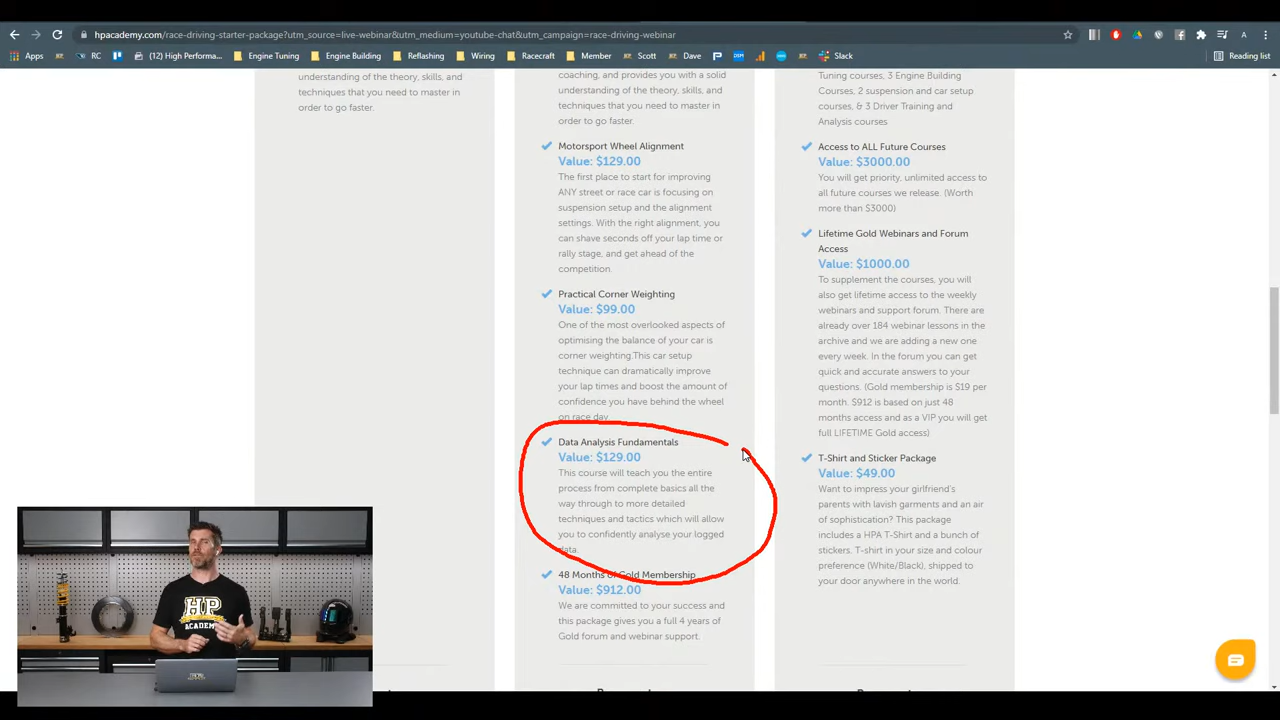 hpacademy.com/race-driving-starter-package?utm_source=live-webinar&utm_medium=youtube-chat&utm_campaign=race-driving-webinar
A
Apps
RC
(12) High Performa...
Engine Tuning
Engine Building
Reflashing
Wiring
Racecraft
Member
Scott
Dave
Slack
Reading list
understanding of the theory, skills, and
techniques that you need to master in
order to go faster.
coaching, and provides you with a solid
understanding of the theory, skills, and
techniques that you need to master in
order to go faster.
Motorsport Wheel Alignment
Value: $129.00
The first place to start for improving
ANY street or race car is focusing on
suspension setup and the alignment
settings. With the right alignment, you
can shave seconds off your lap time or
rally stage, and get ahead of the
competition.
Practical Corner Weighting
Value: $99.00
One of the most overlooked aspects of
optimising the balance of your car is
corner weighting.This car setup
technique can dramatically improve
your lap times and boost the amount of
confidence you have behind the wheel
on race day.
Data Analysis Fundamentals
Value: $129.00
This course will teach you the entire
process from complete basics all the
way through to more detailed
techniques and tactics which will allow
you to confidently analyse your logged
data.
48 Months of Gold Membership
Value: $912.00
We are committed to your success and
this package gives you a full 4 years of
Gold forum and webinar support.
Tuning courses, 3 Engine Building
Courses, 2 suspension and car setup
courses, & 3 Driver Training and
Analysis courses
Access to ALL Future Courses
Value: $3000.00
You will get priority, unlimited access to
all future courses we release. (Worth
more than $3000)
Lifetime Gold Webinars and Forum
Access
Value: $1000.00
To supplement the courses, you will
also get lifetime access to the weekly
webinars and support forum. There are
already over 184 webinar lessons in the
archive and we are adding a new one
every week. In the forum you can get
quick and accurate answers to your
questions. (Gold membership is $19 per
month. $912 is based on just 48
months access and as a VIP you will get
full LIFETIME Gold access)
T-Shirt and Sticker Package
Value: $49.00
Want to impress your girlfriend's
parents with lavish garments and an air
of sophistication? This package
includes a HPA T-Shirt and a bunch of
stickers. T-shirt in your size and colour
preference (White/Black), shipped to
your door anywhere in the world.
HP
ACADEMY